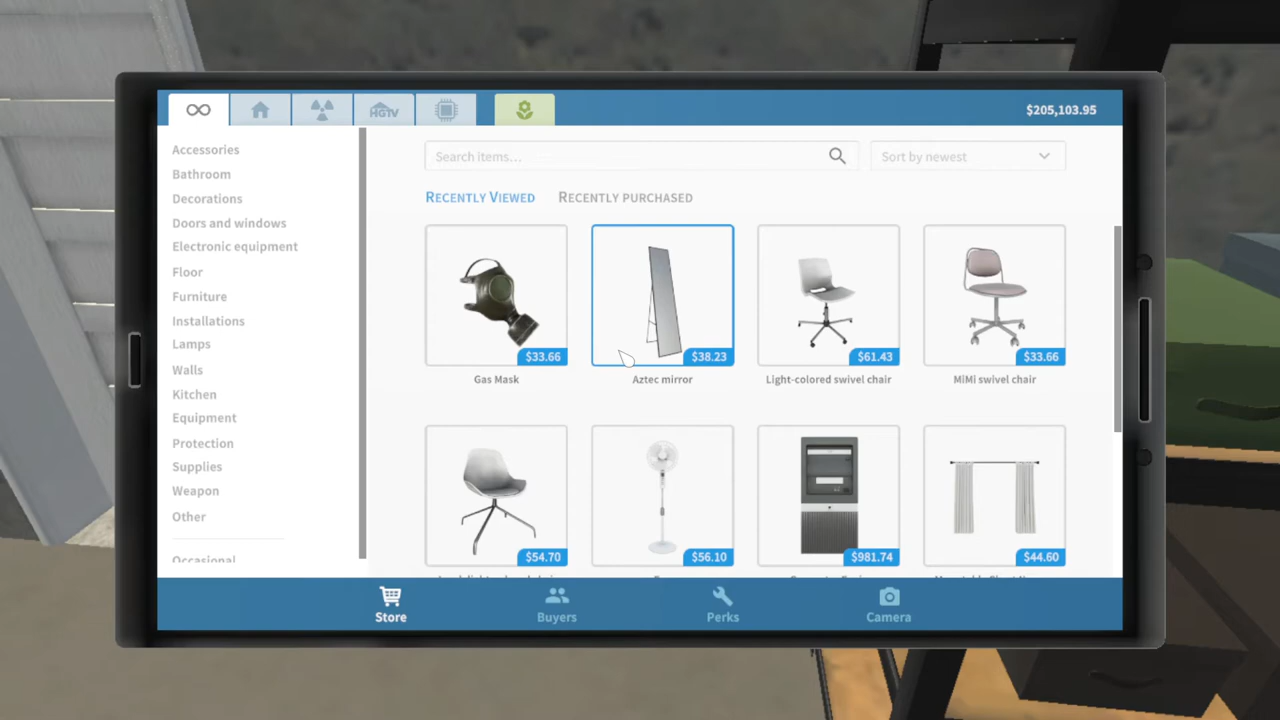 HGTV
$205,103.95
Accessories
Bathroom
Decorations
Doors and windows
Electronic equipment
Floor
Furniture
Installations
Lamps
Walls
Kitchen
Equipment
Protection
Supplies
Weapon
Other
Occasional
Search items...
Sort by newest
RECENTLY VIEWED
RECENTLY PURCHASED
$33.66
Gas Mask
$38.23
Aztec mirror
$61.43
Light-colored swivel chair
$33.66
MiMi swivel chair
$54.70
$56.10
$981.74
$44.60
Store
Buyers
Perks
Camera